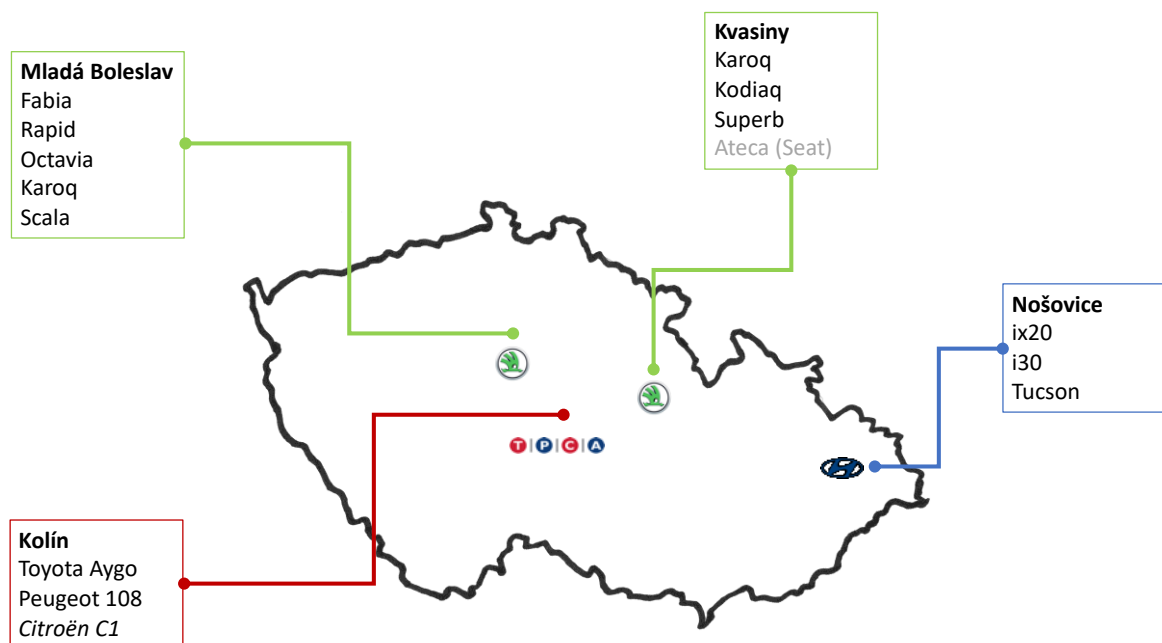 Mladá Boleslav
Fabia
Rapid
Octavia
Karoq
Scala
Kvasiny
Karoq
Kodiaq
Superb
Ateca (Seat)
Nošovice
ix20
i30
Tucson
T|P|C|A
Kolín
Toyota Aygo
Peugeot 108
Citroën C1